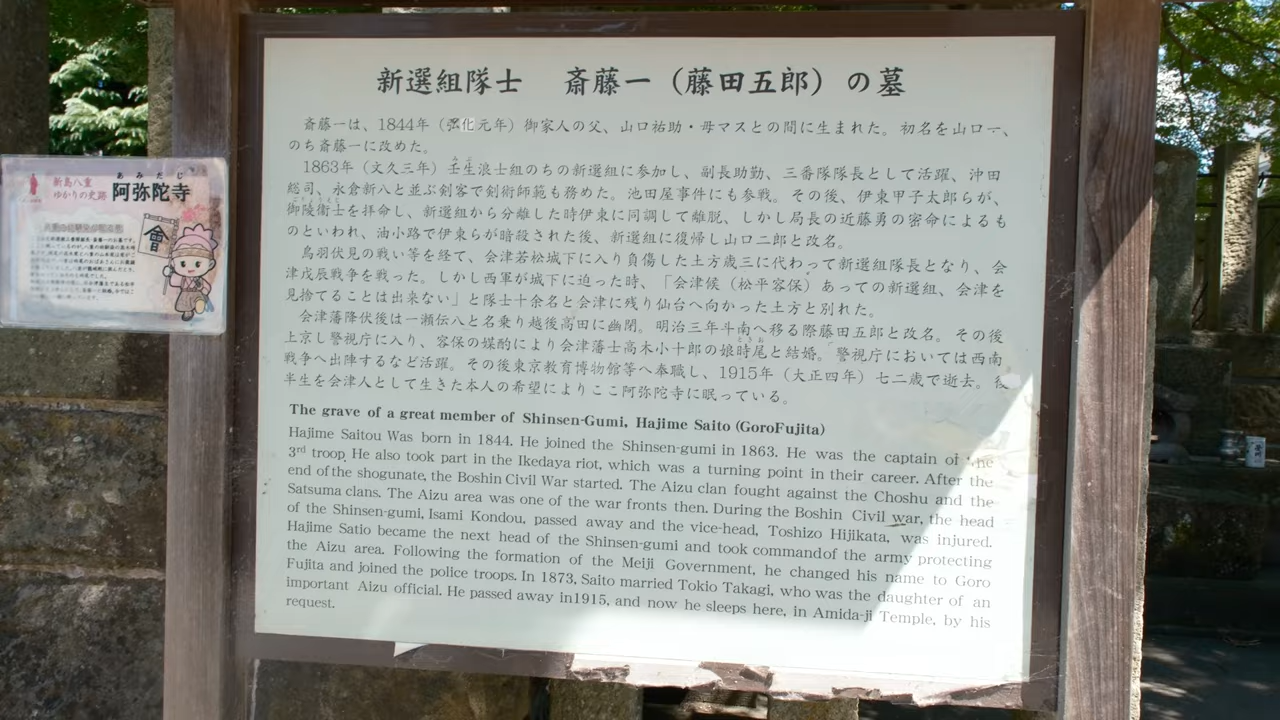 新選組隊士 斎藤一(藤田五郎)の墓
斎藤一は、1844年(弘化元年)御家人の父、山口祐助・母マスとの間に生まれた。初名を山口一、
のち斎藤一に改めた。
1863年(文久三年)壬生浪士組のちの新選組に参加し、副長助勤、三番隊隊長として活躍、沖田
総司、永倉新八と並ぶ剣客で剣術師範も務めた。池田屋事件にも参戦。その後、伊東甲子太郎らが、
御陵衛士を拝命し、新選組から分離した時伊東に同調して離脱、しかし局長の近藤勇の密命によるも
のといわれ、油小路で伊東らが暗殺された後、新選組に復帰し山口二郎と改名。
鳥羽伏見の戦い等を経て、会津若松城下に入り負傷した土方歳三に代わって新選組隊長となり、会
津戊辰戦争を戦った。しかし西軍が城下に迫った時、「会津候(松平容保)あっての新選組、会津を
見捨てることは出来ない」と隊士十余名と会津に残り仙台へ向かった土方と別れた。
会津藩降伏後は一瀬伝八と名乗り越後高田に幽閉。明治三年斗南へ移る際藤田五郎と改名。その後
上京し警視庁に入り、容保の媒酌により会津藩士高木小十郎の娘時尾と結婚。警視庁においては西南
戦争へ出陣するなど活躍。その後東京教育博物館等へ奉職し、1915年(大正四年)七二歳で逝去。後
半生を会津人として生きた本人の希望によりここ阿弥陀寺に眠っている。
The grave of a great member of Shinsen-Gumi, Hajime Saito (GoroFujita)
Hajime Saitou Was born in 1844. He joined the Shinsen-gumi in 1863. He was the captain of the
3rd troop. He also took part in the Ikedaya riot, which was a turning point in their career. After the
end of the shogunate, the Boshin Civil War started. The Aizu clan fought against the Choshu and the
Satsuma clans. The Aizu area was one of the war fronts then. During the Boshin Civil war, the head
of the Shinsen-gumi, Isami Kondou, passed away and the vice-head, Toshizo Hijikata, was injured.
Hajime Satio became the next head of the Shinsen-gumi and took commandof the army protecting
the Aizu area. Following the formation of the Meiji Government, he changed his name to Goro
Fujita and joined the police troops. In 1873, Saito married Tokio Takagi, who was the daughter of an
important Aizu official. He passed away in1915, and now he sleeps here, in Amida-ji Temple, by his
request.
新島八重
ゆかりの史跡
あみだじ
阿弥陀寺
會